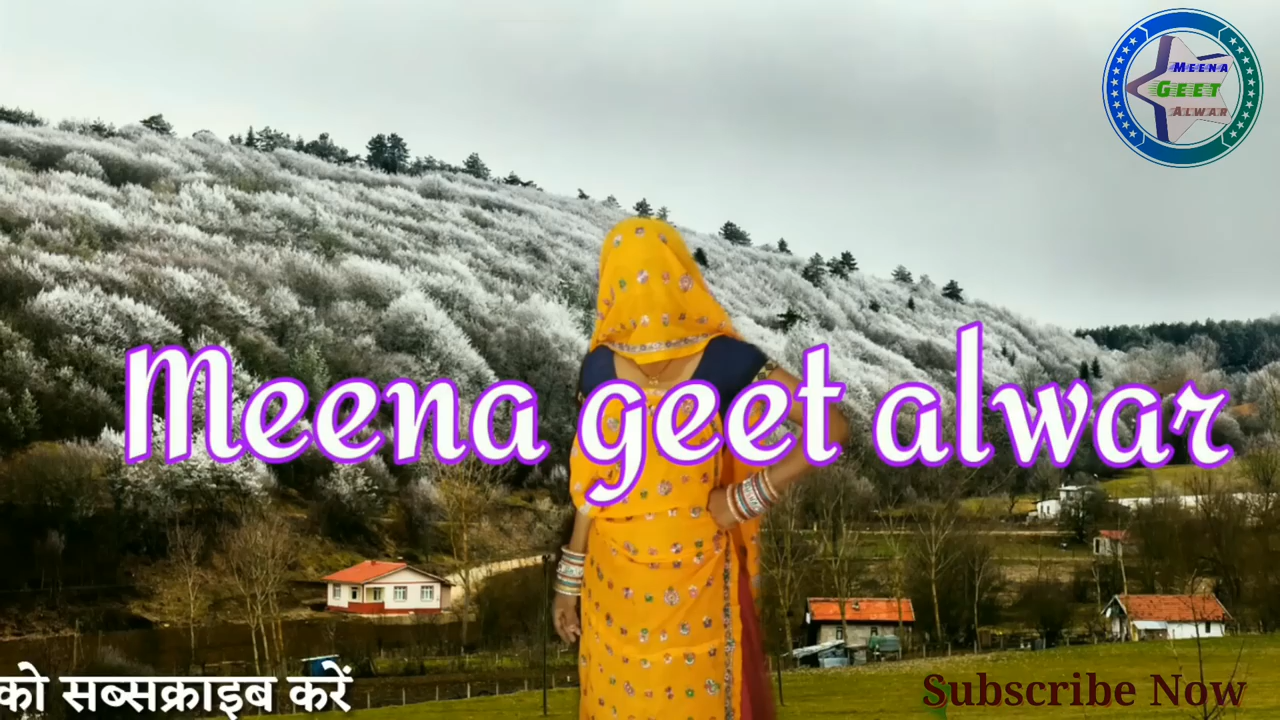 MEENA
GEET
ALWAR
Meena geet alwar
को सब्सक्राइब करें
Subscribe Now